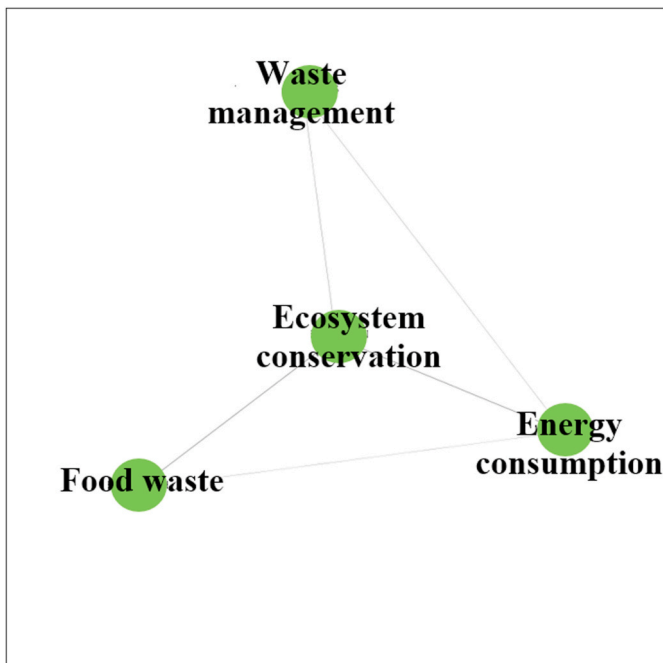 Waste
management
Ecosystem
conservation
Energy
consumption
Food waste